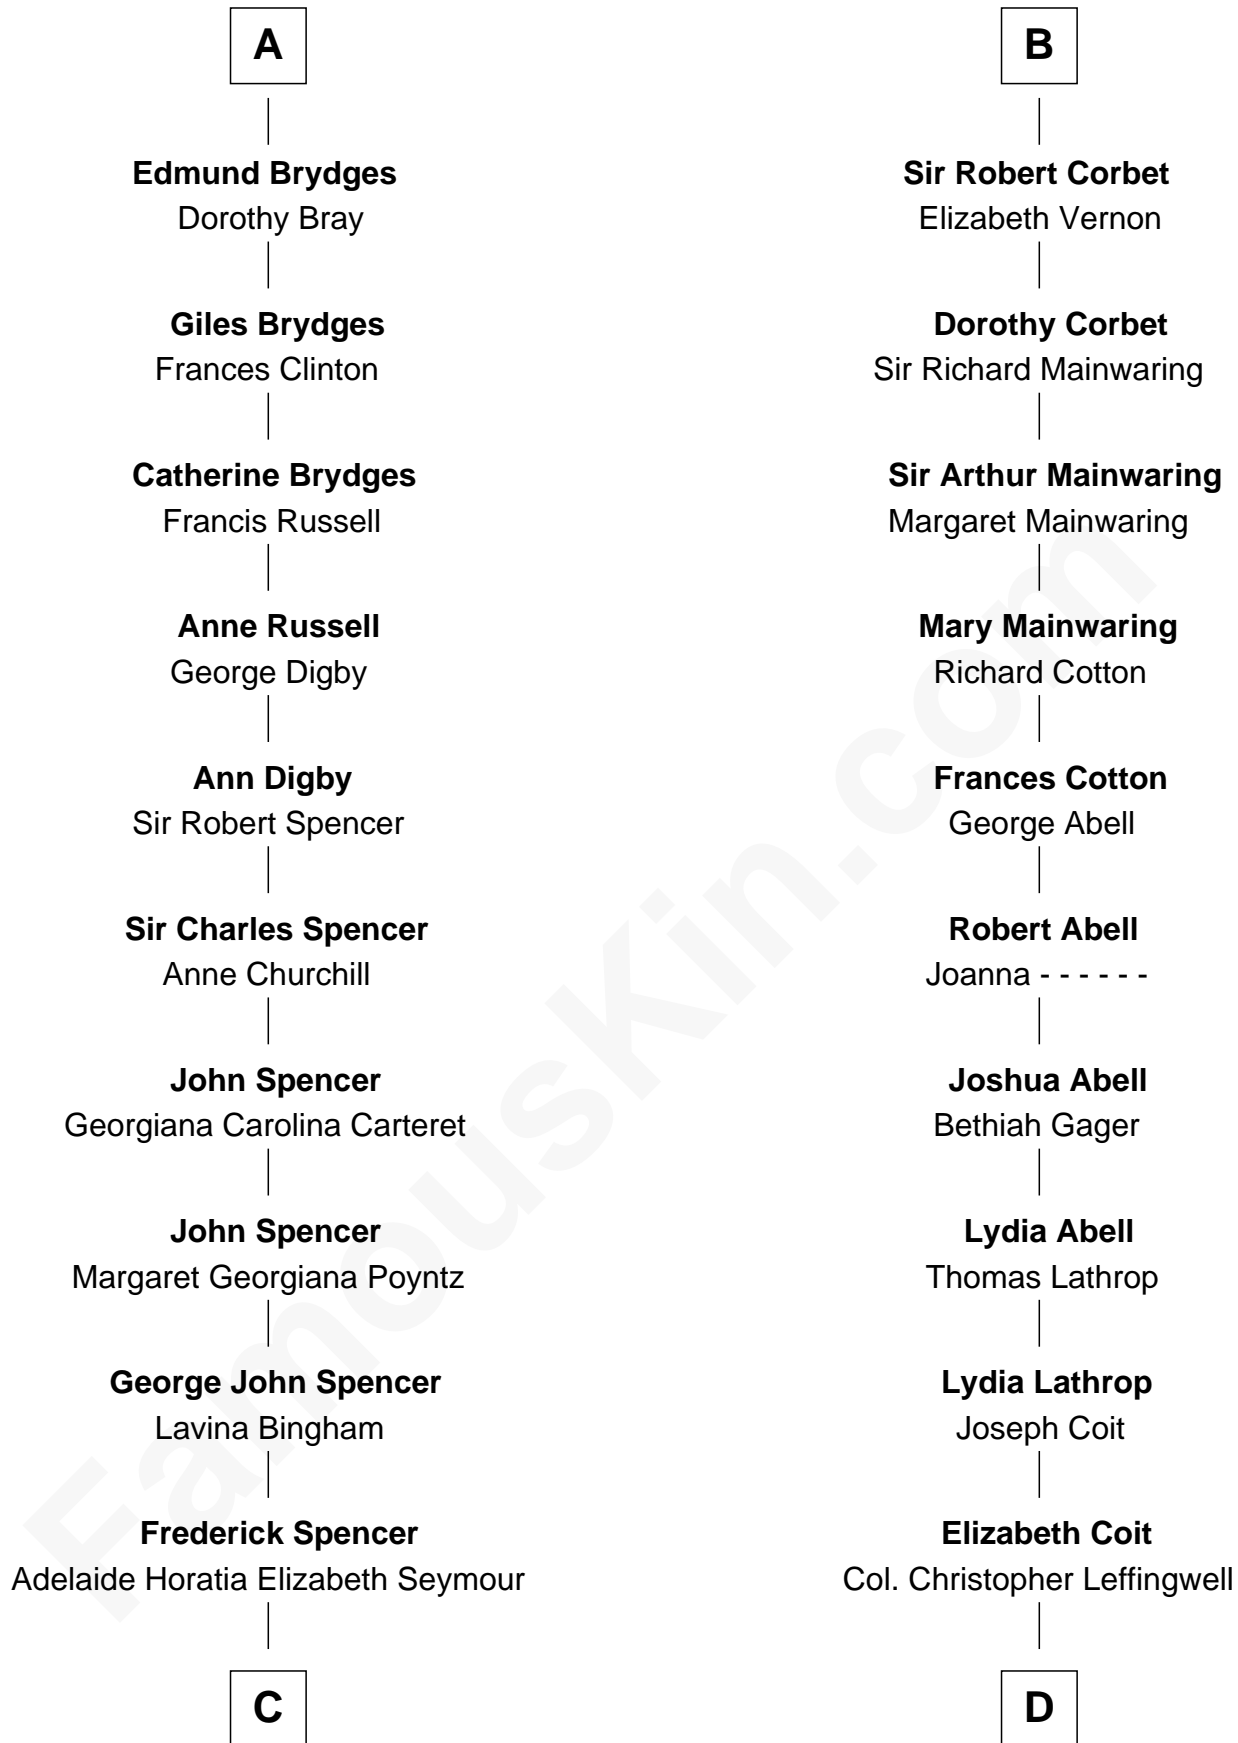 A
Edmund Brydges
Dorothy Bray
Giles Brydges
Frances Clinton
Catherine Brydges
Francis Russell
Anne Russell
George Digby
Ann Digby
Sir Robert Spencer
Sir Charles Spencer
Anne Churchill
John Spencer
Georgiana Carolina Carteret
John Spencer
Margaret Georgiana Poyntz
George John Spencer
Lavina Bingham
Frederick Spencer
Adelaide Horatia Elizabeth Seymour
C
B
Sir Robert Corbet
Elizabeth Vernon
Dorothy Corbet
Sir Richard Mainwaring
Sir Arthur Mainwaring
Margaret Mainwaring
Mary Mainwaring
Richard Cotton
Frances Cotton
George Abell
Robert Abell
Joanna - - - - - -
Joshua Abell
Bethiah Gager
Lydia Abell
Thomas Lathrop
Lydia Lathrop
Joseph Coit
Elizabeth Coit
Col. Christopher Leffingwell
D
FamousKin.com